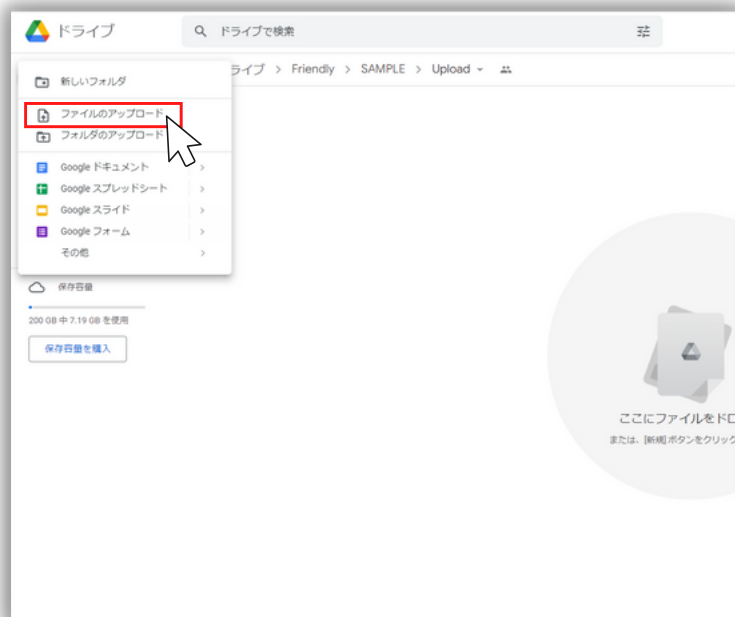 ドライブ
ドライブで検索
ライブ > Friendly > SAMPLE > Upload
新しいフォルダ
ファイルのアップロード
フォルダのアップロード
Google ドキュメント
Google スプレッドシート
Google スライド
Google フォーム
その他
保存容量
200 GB 中 7.19 GB を使用
保存容量を購入
ここにファイルをドロ
または、[新規] ボタンをクリック